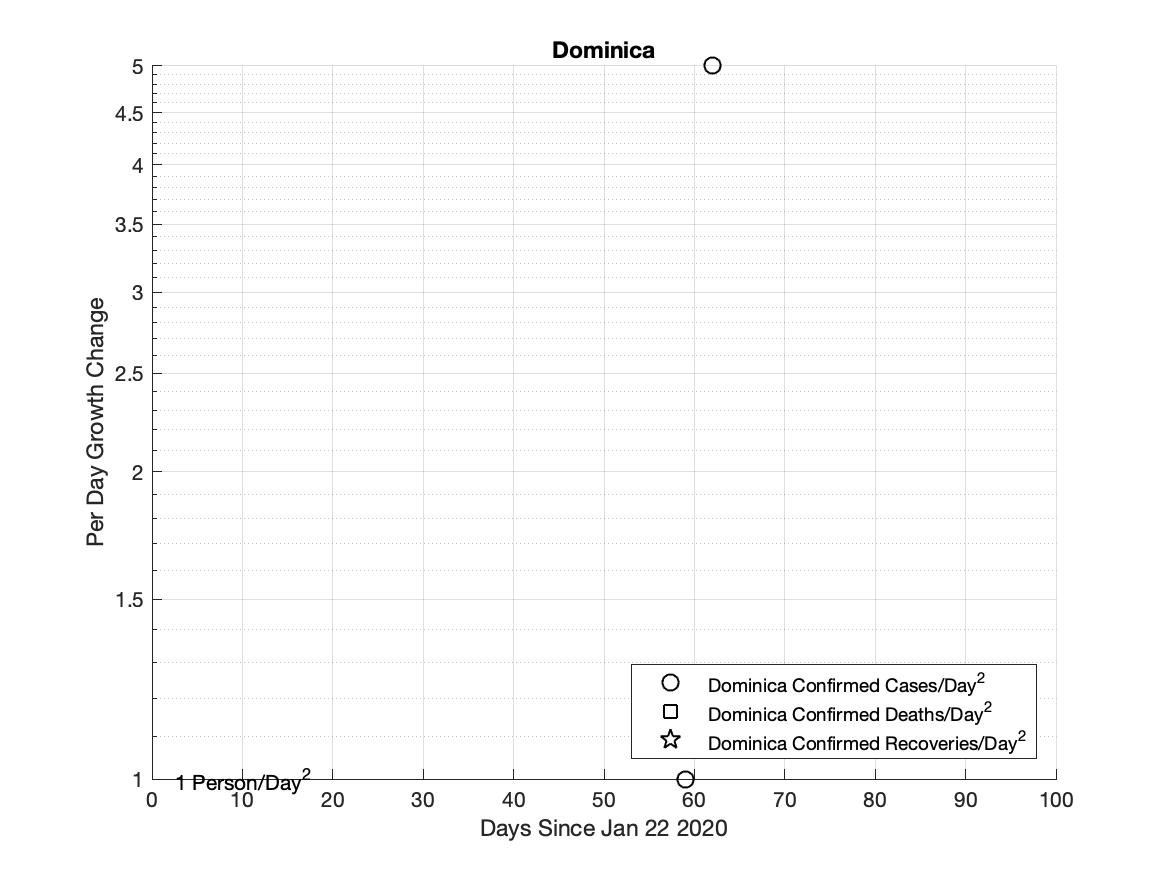 Dominica
5
4.5
4
3.5
3
2.5
2
1.5
1
Per Day Growth Change
Dominica Confirmed Cases/Day²
Dominica Confirmed Deaths/Day²
Dominica Confirmed Recoveries/Day²
1 Person/Day²
0 10 20 30 40 50 60 70 80 90 100
Days Since Jan 22 2020